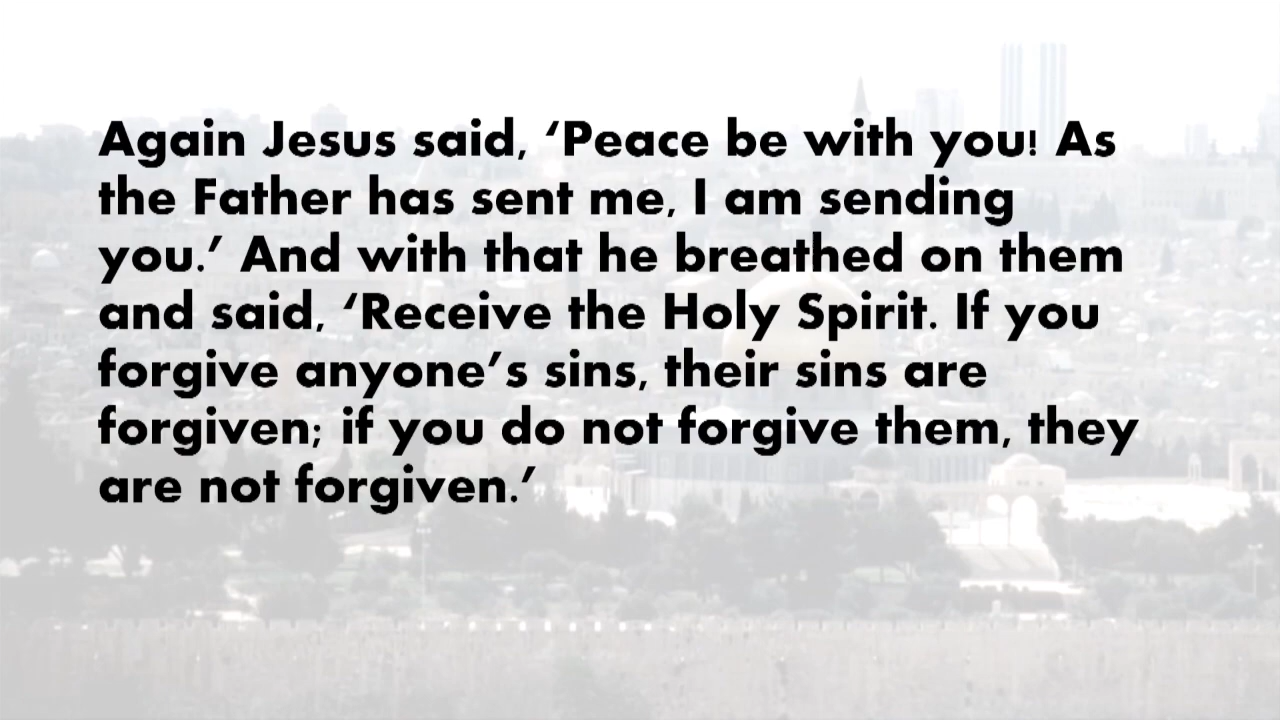 Again Jesus said, ‘Peace be with you! As
the Father has sent me, I am sending
you.’ And with that he breathed on them
and said, ‘Receive the Holy Spirit. If you
forgive anyone’s sins, their sins are
forgiven; if you do not forgive them, they
are not forgiven.’